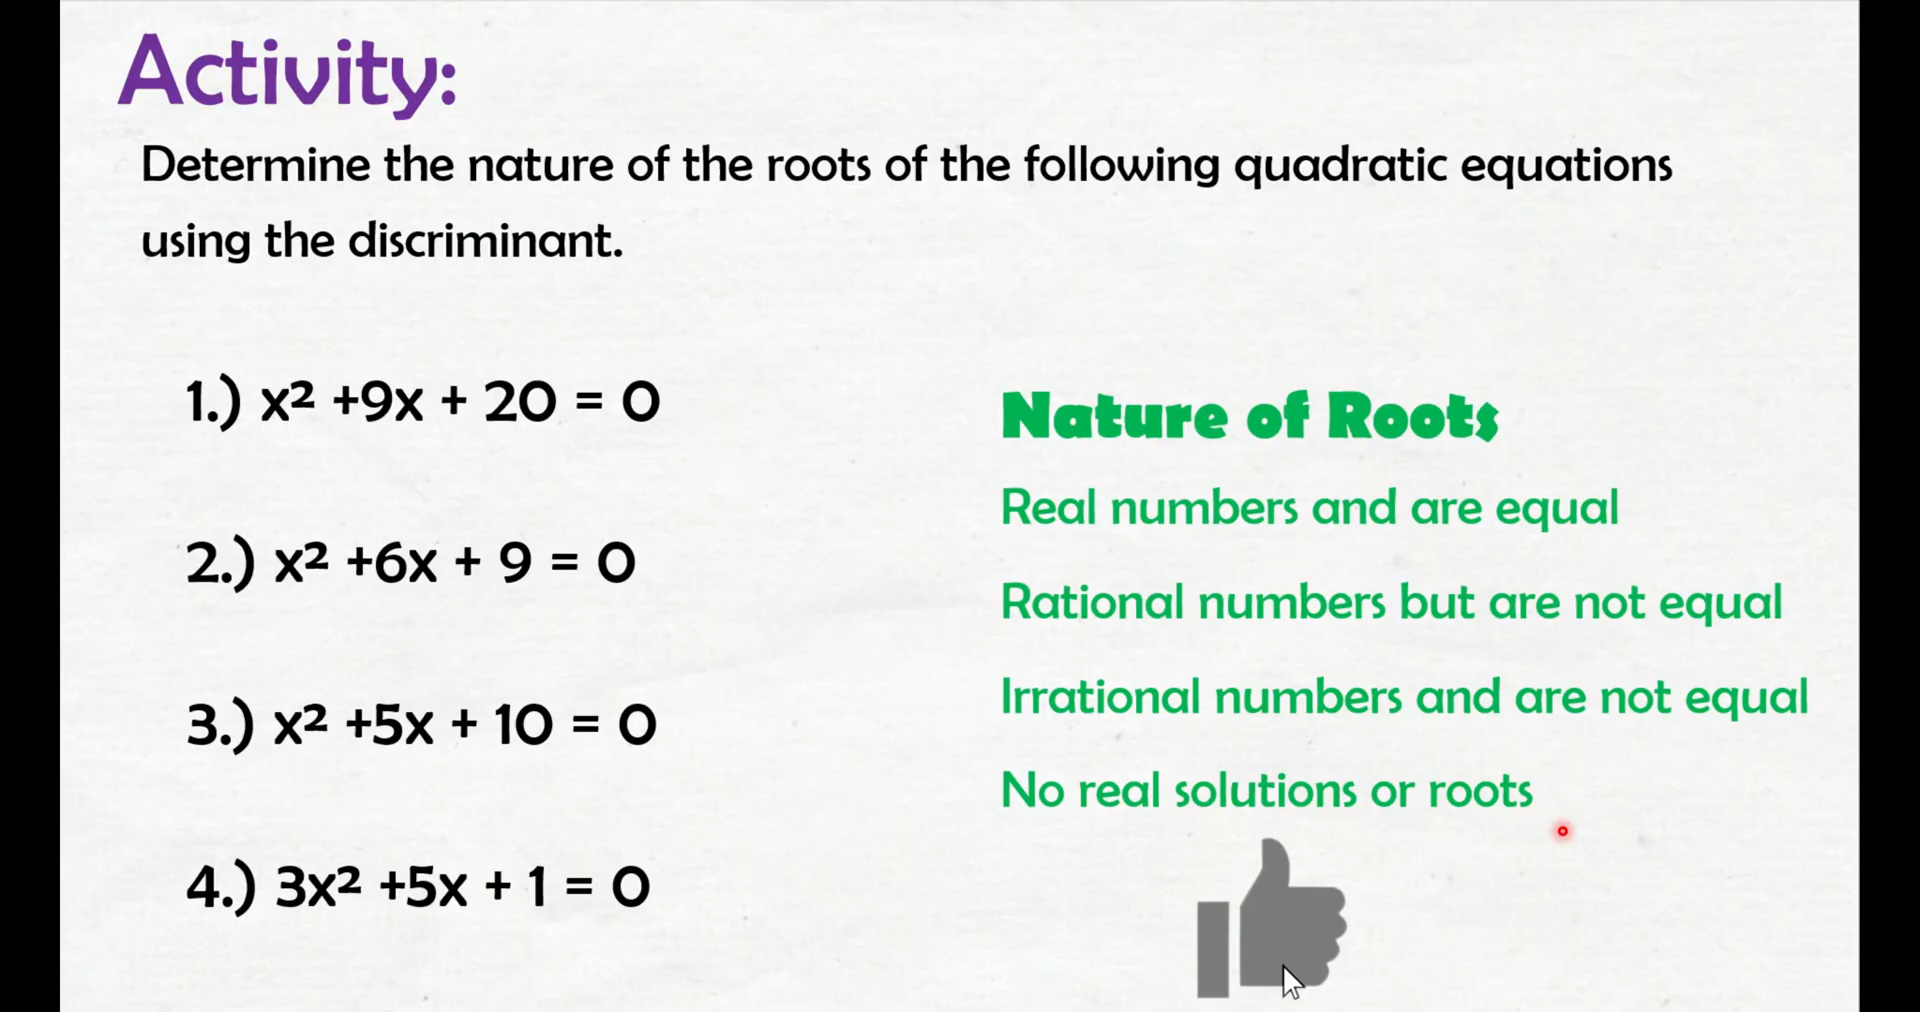 Activity:
Determine the nature of the roots of the following quadratic equations
using the discriminant.
1.) x² +9x + 20 = 0
2.) x² +6x + 9 = 0
3.) x² +5x + 10 = 0
4.) 3x² +5x + 1 = 0
Nature of Roots
Real numbers and are equal
Rational numbers but are not equal
Irrational numbers and are not equal
No real solutions or roots